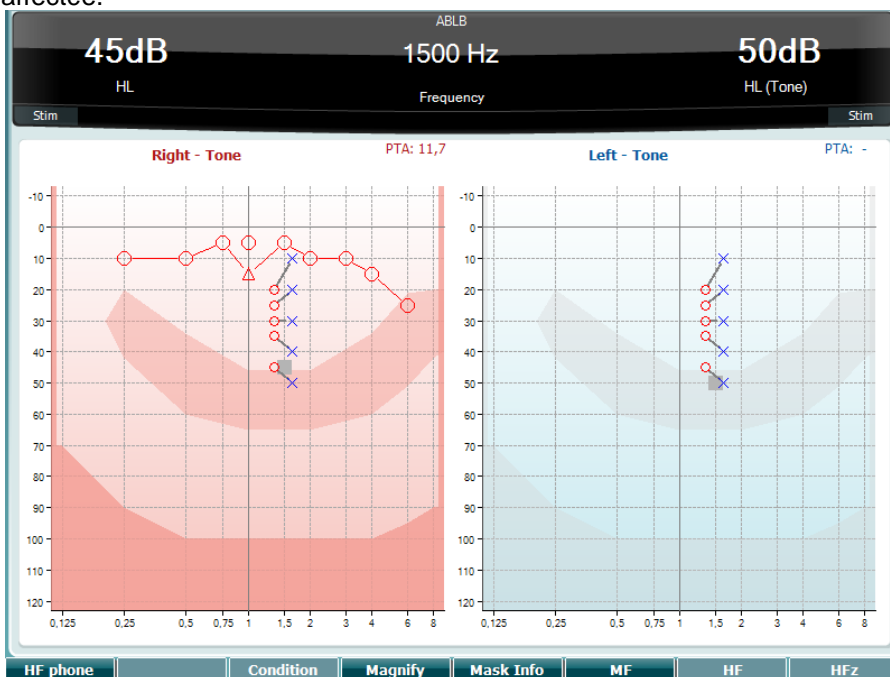 affectée.
ABLB
45dB 1500 Hz 50dB
HL Frequency HL (Tone)
Stim Stim
Right - Tone PTA: 11,7 Left - Tone PTA: -
-10 -10
0 0
10 10
20 20
30 30
40 40
50 50
60 60
70 70
80 80
90 90
100 100
110 110
120 120
0,125 0,25 0,5 0,75 1 1,5 2 3 4 6 8 0,125 0,25 0,5 0,75 1 1,5 2 3 4 6 8
HF phone Condition Magnify Mask Info MF HF HFz